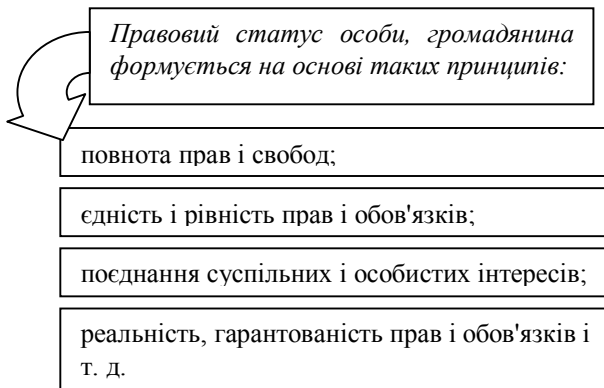 Правовий статус особи, громадянина
формується на основі таких принципів:
повнота прав і свобод;
єдність і рівність прав і обов'язків;
поєднання суспільних і особистих інтересів;
реальність, гарантованість прав і обов'язків і
т. д.